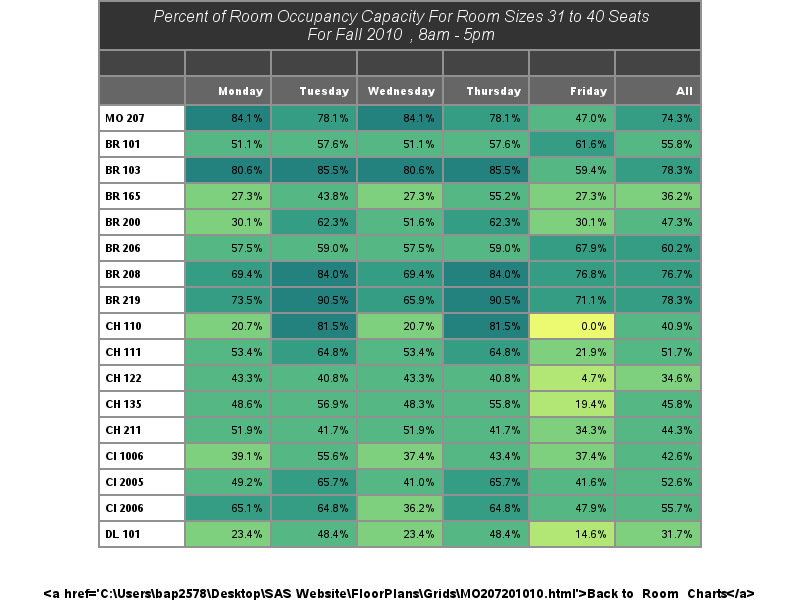 Percent of Room Occupancy Capacity For Room Sizes 31 to 40 Seats
For Fall 2010 , 8am - 5pm
Monday Tuesday Wednesday Thursday Friday All
MO 207 84.1% 78.1% 84.1% 78.1% 47.0% 74.3%
BR 101 51.1% 57.6% 51.1% 57.6% 61.6% 55.8%
BR 103 80.6% 85.5% 80.6% 85.5% 59.4% 78.3%
BR 165 27.3% 43.8% 27.3% 55.2% 27.3% 36.2%
BR 200 30.1% 62.3% 51.6% 62.3% 30.1% 47.3%
BR 206 57.5% 59.0% 57.5% 59.0% 67.9% 60.2%
BR 208 69.4% 84.0% 69.4% 84.0% 76.8% 76.7%
BR 219 73.5% 90.5% 65.9% 90.5% 71.1% 78.3%
CH 110 20.7% 81.5% 20.7% 81.5% 0.0% 40.9%
CH 111 53.4% 64.8% 53.4% 64.8% 21.9% 51.7%
CH 122 43.3% 40.8% 43.3% 40.8% 4.7% 34.6%
CH 135 48.6% 56.9% 48.3% 55.8% 19.4% 45.8%
CH 211 51.9% 41.7% 51.9% 41.7% 34.3% 44.3%
CI 1006 39.1% 55.6% 37.4% 43.4% 37.4% 42.6%
CI 2005 49.2% 65.7% 41.0% 65.7% 41.6% 52.6%
CI 2006 65.1% 64.8% 36.2% 64.8% 47.9% 55.7%
DL 101 23.4% 48.4% 23.4% 48.4% 14.6% 31.7%
<a href='C:\Users\bap2578\Desktop\SAS Website\FloorPlans\Grids\MO207201010.html'>Back to Room Charts</a>